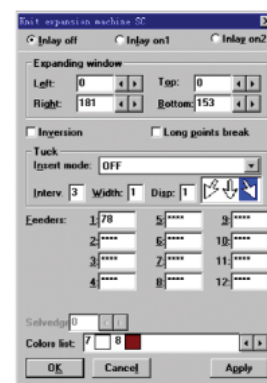 Knit expansion machine SC
Inlay off Inlay on1 Inlay on2
Expanding window
Left: 0 Top: 0
Right: 181 Bottom: 153
Inversion Long points break
Tuck
Insert mode: OFF
Interv. 3 Width: 1 Disp: 1
Feeders: 1: 78 5: **** 9: ****
2: **** 6: **** 10: ****
3: **** 7: **** 11: ****
4: **** 8: **** 12: ****
Selvedge 0
Colors list: 7 8
OK Cancel Apply